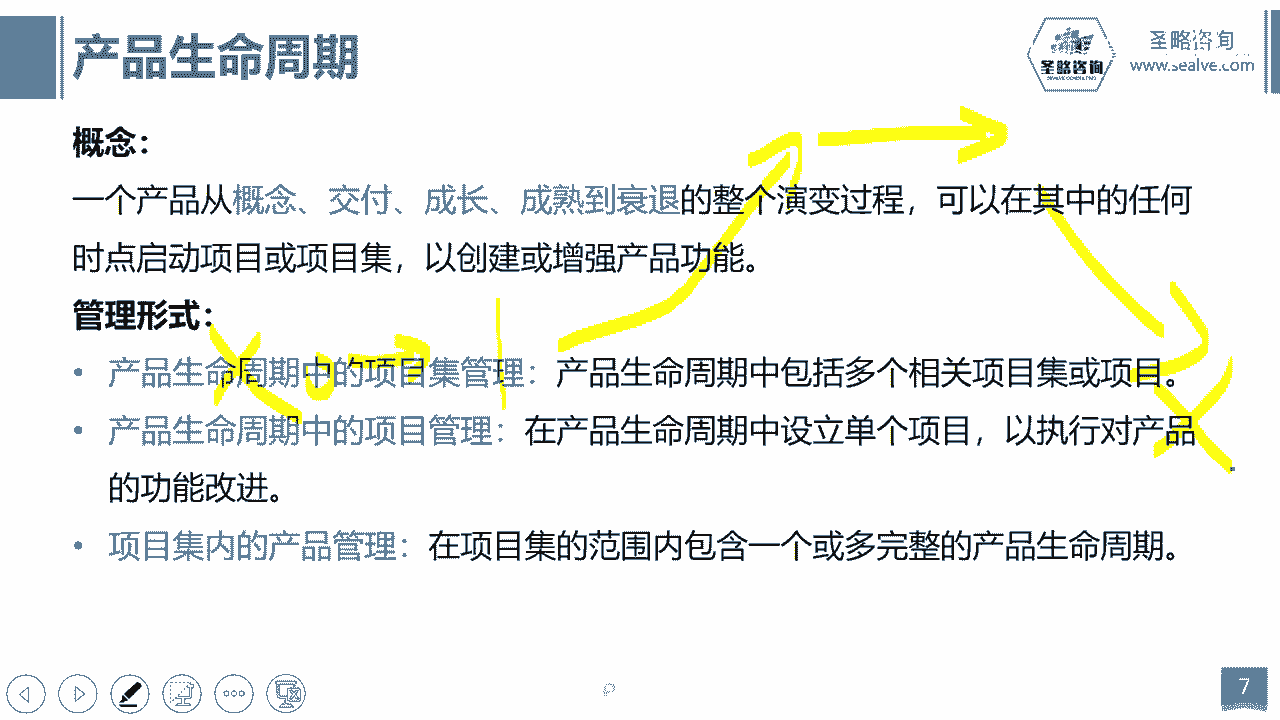 产品生命周期
圣略咨询
圣略咨询
www.sealve.com
概念：
一个产品从概念、交付、成长、成熟到衰退的整个演变过程，可以在其中的任何
时点启动项目或项目集，以创建或增强产品功能。
管理形式：
• 产品生命周期中的项目集管理：产品生命周期中包括多个相关项目集或项目。
• 产品生命周期中的项目管理：在产品生命周期中设立单个项目，以执行对产品
的功能改进。
• 项目集内的产品管理：在项目集的范围内包含一个或多完整的产品生命周期。
7